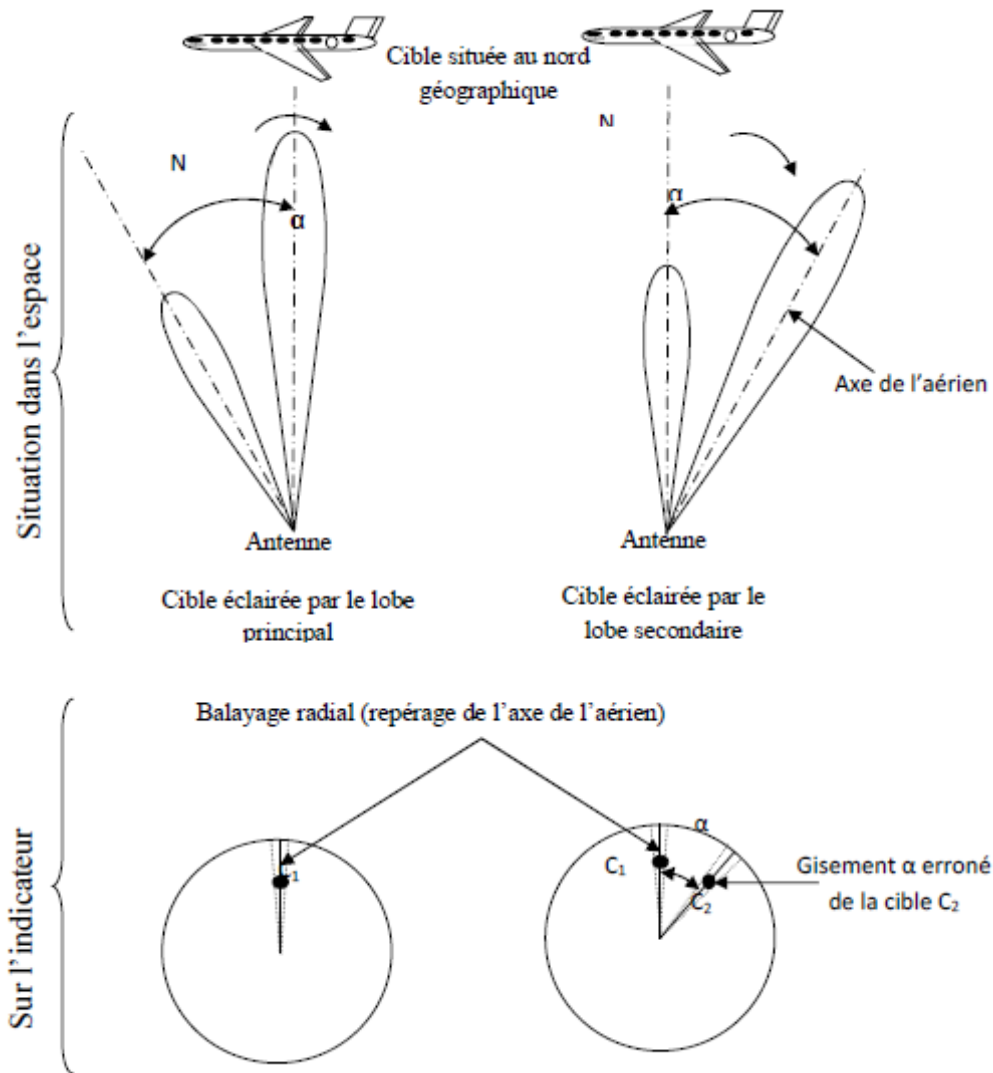 Cible située au nord
géographique
N
N
α
α
Situation dans l'espace
Axe de l'aérien
Antenne
Antenne
Cible éclairée par le lobe
principal
Cible éclairée par le
lobe secondaire
Balayage radial (repérage de l'axe de l'aérien)
Sur l'indicateur
α
C₁
C₂
Gisement α erroné
de la cible C₂